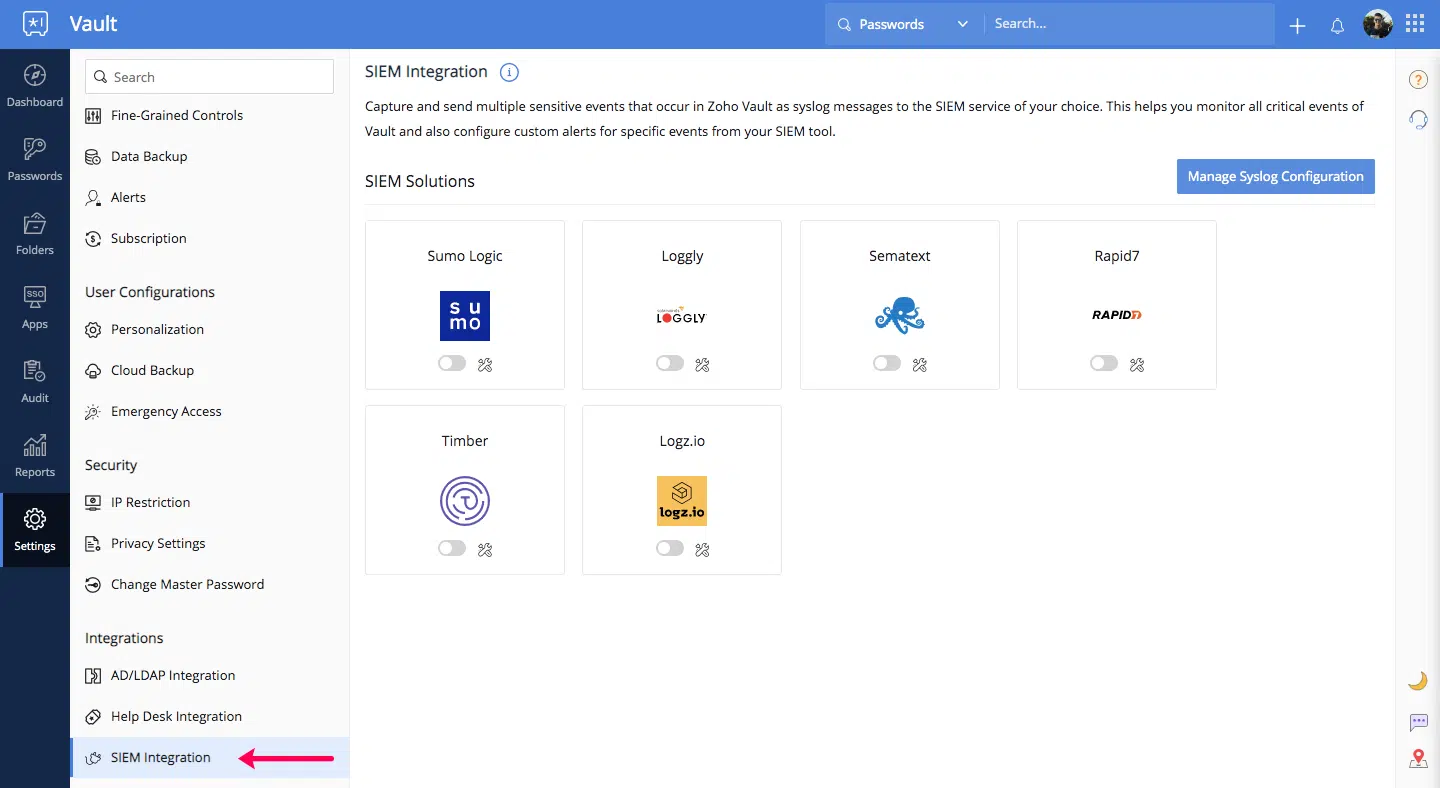 Vault
Passwords
Search...
Dashboard
Passwords
Folders
SSO
Apps
Audit
Reports
Settings
Search
Fine-Grained Controls
Data Backup
Alerts
Subscription
User Configurations
Personalization
Cloud Backup
Emergency Access
Security
IP Restriction
Privacy Settings
Change Master Password
Integrations
AD/LDAP Integration
Help Desk Integration
SIEM Integration
SIEM Integration
Capture and send multiple sensitive events that occur in Zoho Vault as syslog messages to the SIEM service of your choice. This helps you monitor all critical events of
Vault and also configure custom alerts for specific events from your SIEM tool.
SIEM Solutions
Manage Syslog Configuration
Sumo Logic
su
mo
Loggly
LOGGLY
Sematext
Rapid7
RAPID7
Timber
Logz.io
logz.io